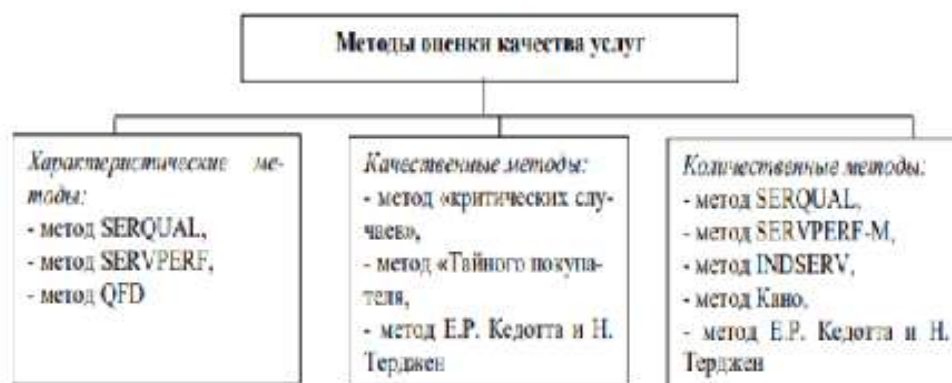 Методы оценки качества услуг
Характеристические ме-
тоды:
- метод SERQUAL,
- метод SERVPERF,
- метод QFD
Качественные методы:
- метод «критических слу-
чаев»,
- метод «Тайного покупа-
теля,
- метод Е.Р. Кедотта и Н.
Терджен
Количественные методы:
- метод SERQUAL,
- метод SERVPERF-M,
- метод INDSERV,
- метод Кано,
- метод Е.Р. Кедотта и Н.
Терджен